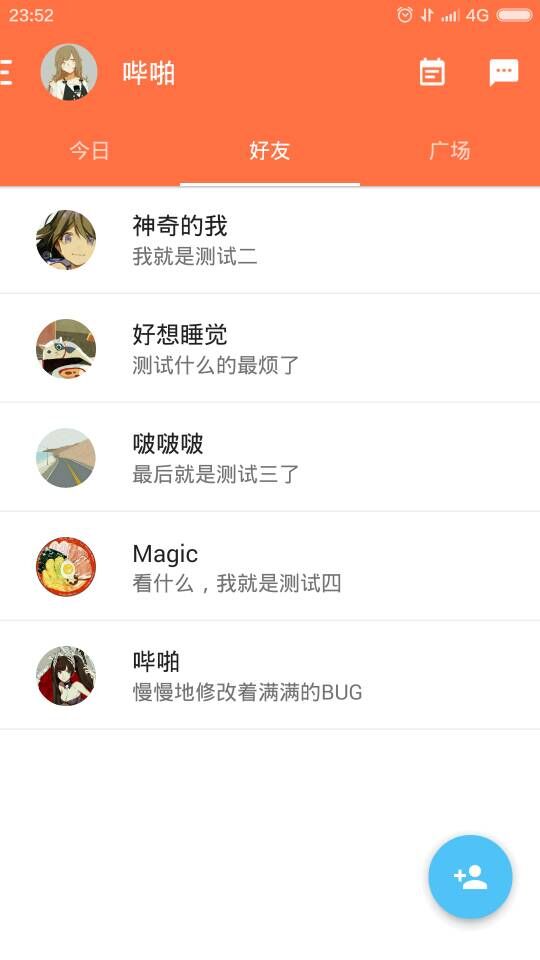 23:52
4G
哔啪
今日
好友
广场
神奇的我
我就是测试二
好想睡觉
测试什么的最烦了
啵啵啵
最后就是测试三了
Magic
看什么，我就是测试四
哔啪
慢慢地修改着满满的BUG